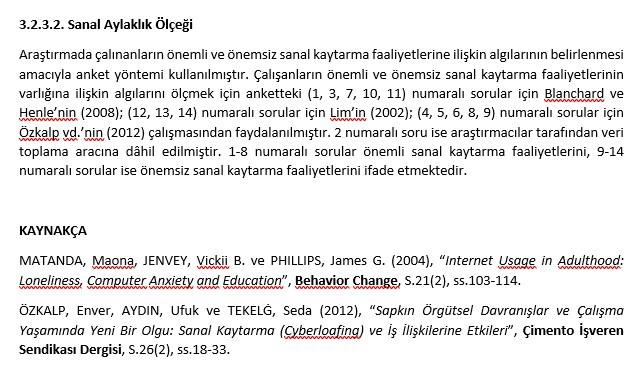 3.2.3.2. Sanal Aylaklık Ölçeği
Araştırmada çalınanların önemli ve önemsiz sanal kaytarma faaliyetlerine ilişkin algılarının belirlenmesi
amacıyla anket yöntemi kullanılmıştır. Çalışanların önemli ve önemsiz sanal kaytarma faaliyetlerinin
varlığına ilişkin algılarını ölçmek için anketteki (1, 3, 7, 10, 11) numaralı sorular için Blanchard ve
Henle’nin (2008); (12, 13, 14) numaralı sorular için Lim’in (2002); (4, 5, 6, 8, 9) numaralı sorular için
Özkalp vd.’nin (2012) çalışmasından faydalanılmıştır. 2 numaralı soru ise araştırmacılar tarafından veri
toplama aracına dâhil edilmiştir. 1-8 numaralı sorular önemli sanal kaytarma faaliyetlerini, 9-14
numaralı sorular ise önemsiz sanal kaytarma faaliyetlerini ifade etmektedir.
KAYNAKÇA
MATANDA, Maona, JENVEY, Vickii B. ve PHILLIPS, James G. (2004), “Internet Usage in Adulthood:
Loneliness, Computer Anxiety and Education”, Behavior Change, S.21(2), ss.103-114.
ÖZKALP, Enver, AYDIN, Ufuk ve TEKELĠ, Seda (2012), “Sapkın Örgütsel Davranışlar ve Çalışma
Yaşamında Yeni Bir Olgu: Sanal Kaytarma (Cyberloafing) ve İş İlişkilerine Etkileri”, Çimento İşveren
Sendikası Dergisi, S.26(2), ss.18-33.